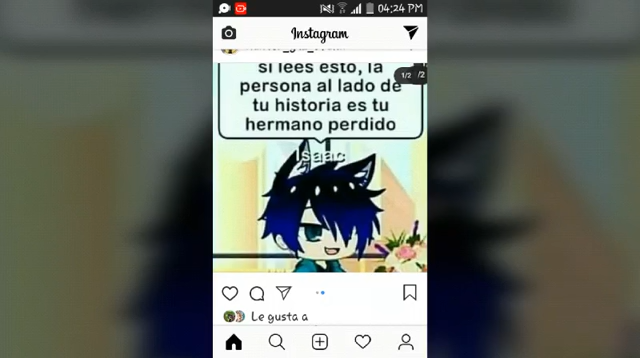 04:24 PM
Instagram
1/2
/2
si lees esto, la
persona al lado de
tu historia es tu
hermano perdido
Isaac
Le gusta a